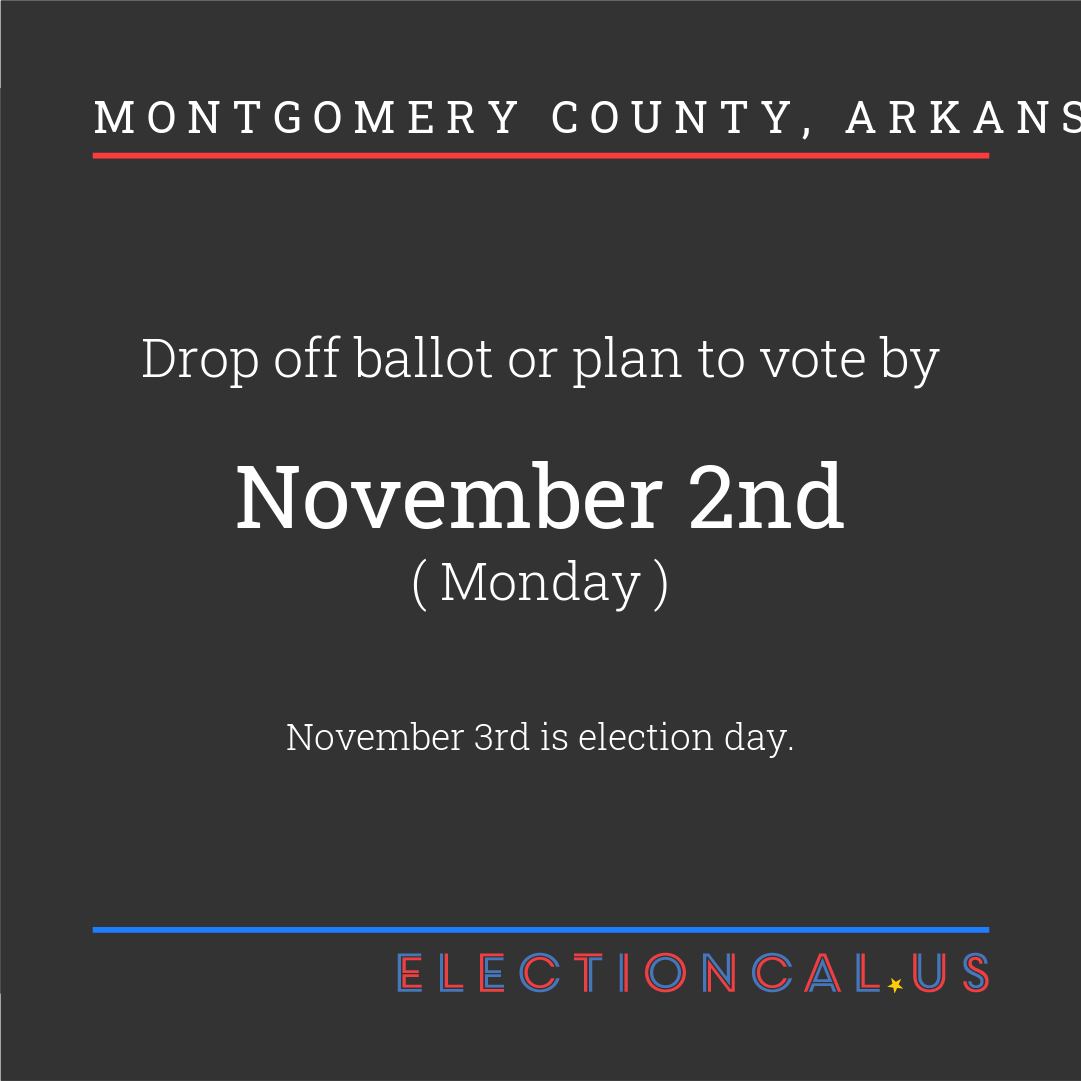 MONTGOMERY COUNTY, ARKANS
Drop off ballot or plan to vote by
November 2nd
( Monday )
November 3rd is election day.
ELECTIONCAL.US